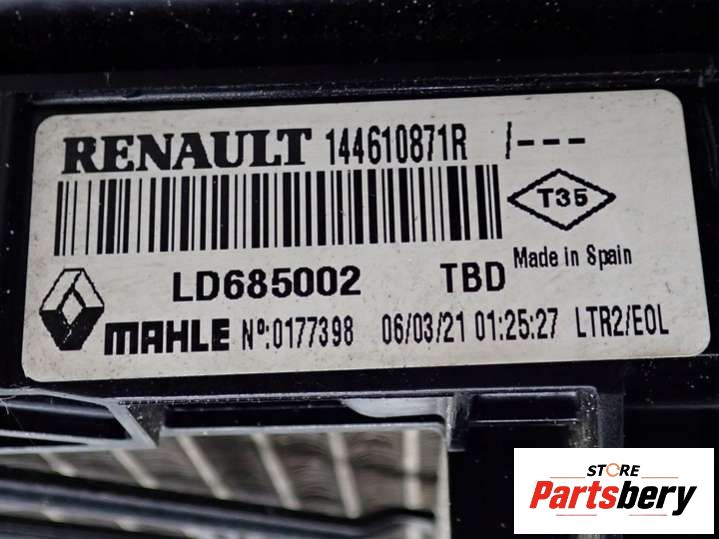 RENAULT 144610871R /---
T35
Made in Spain
LD685002 TBD
MAHLE Nº:0177398 06/03/21 01:25:27 LTR2/EOL
STORE
Partsbery